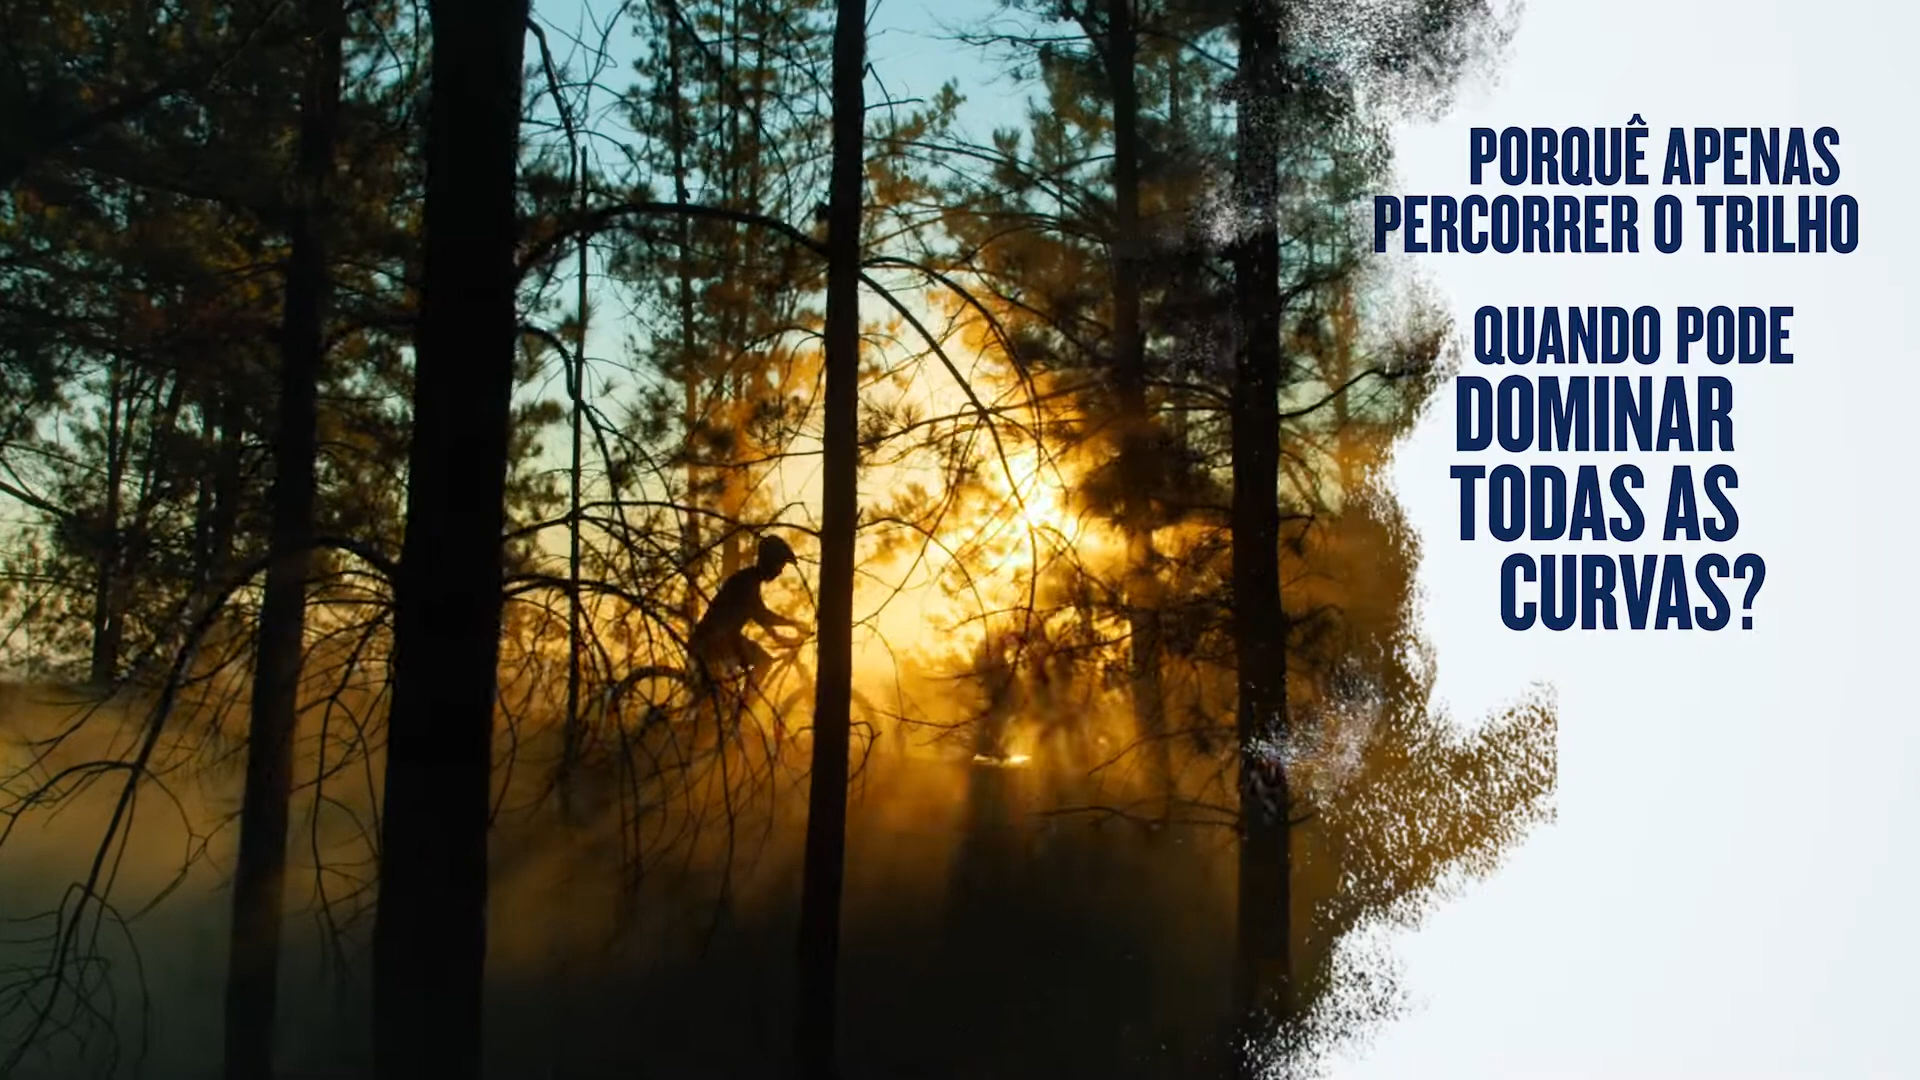 PORQUÊ APENAS
PERCORRER O TRILHO
QUANDO PODE
DOMINAR
TODAS AS
CURVAS?